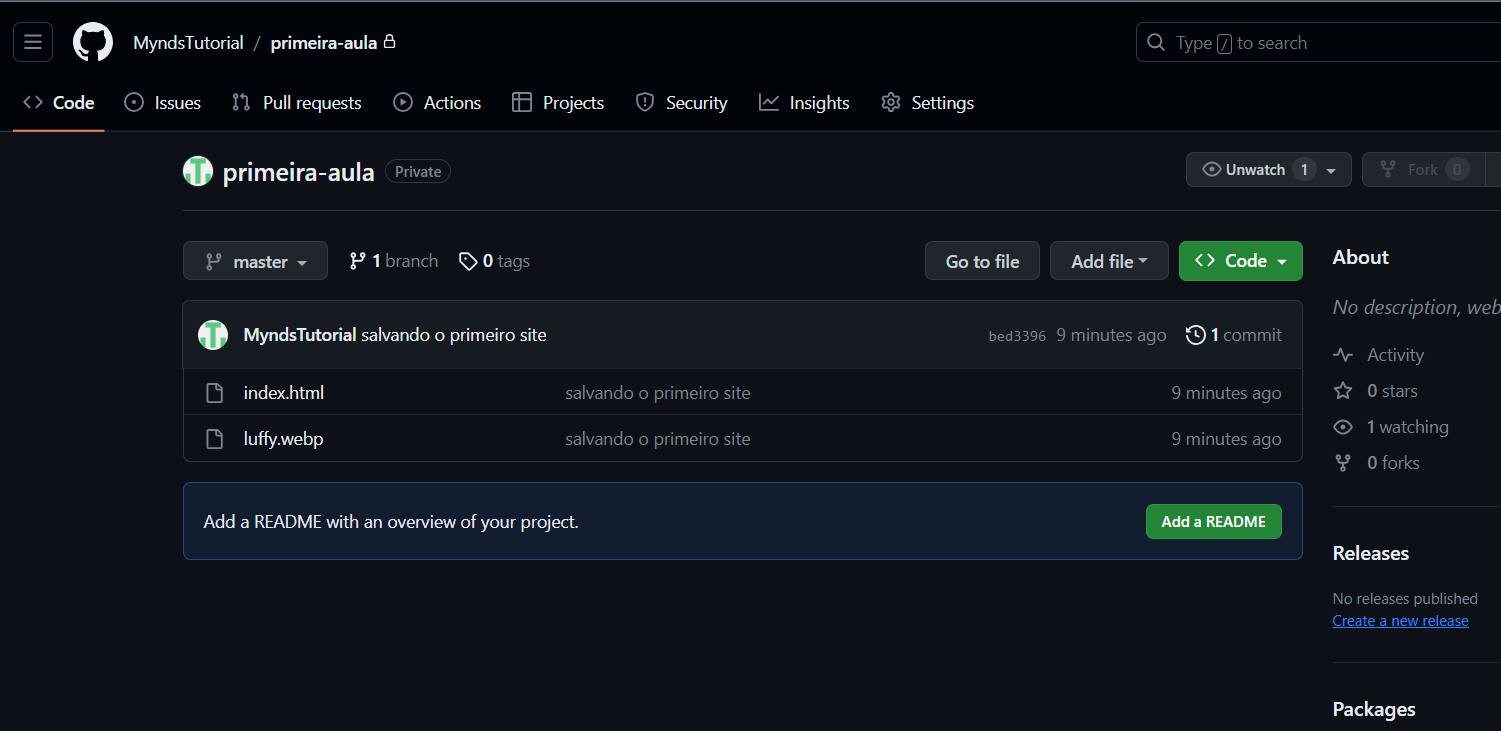 MyndsTutorial / primeira-aula
Type / to search
Code Issues Pull requests Actions Projects Security Insights Settings
primeira-aula Private
Unwatch 1 Fork 0
master 1 branch 0 tags Go to file Add file Code
MyndsTutorial salvando o primeiro site bed3396 9 minutes ago 1 commit
index.html salvando o primeiro site 9 minutes ago
luffy.webp salvando o primeiro site 9 minutes ago
Add a README with an overview of your project. Add a README
About
No description, web
Activity
0 stars
1 watching
0 forks
Releases
No releases published
Create a new release
Packages